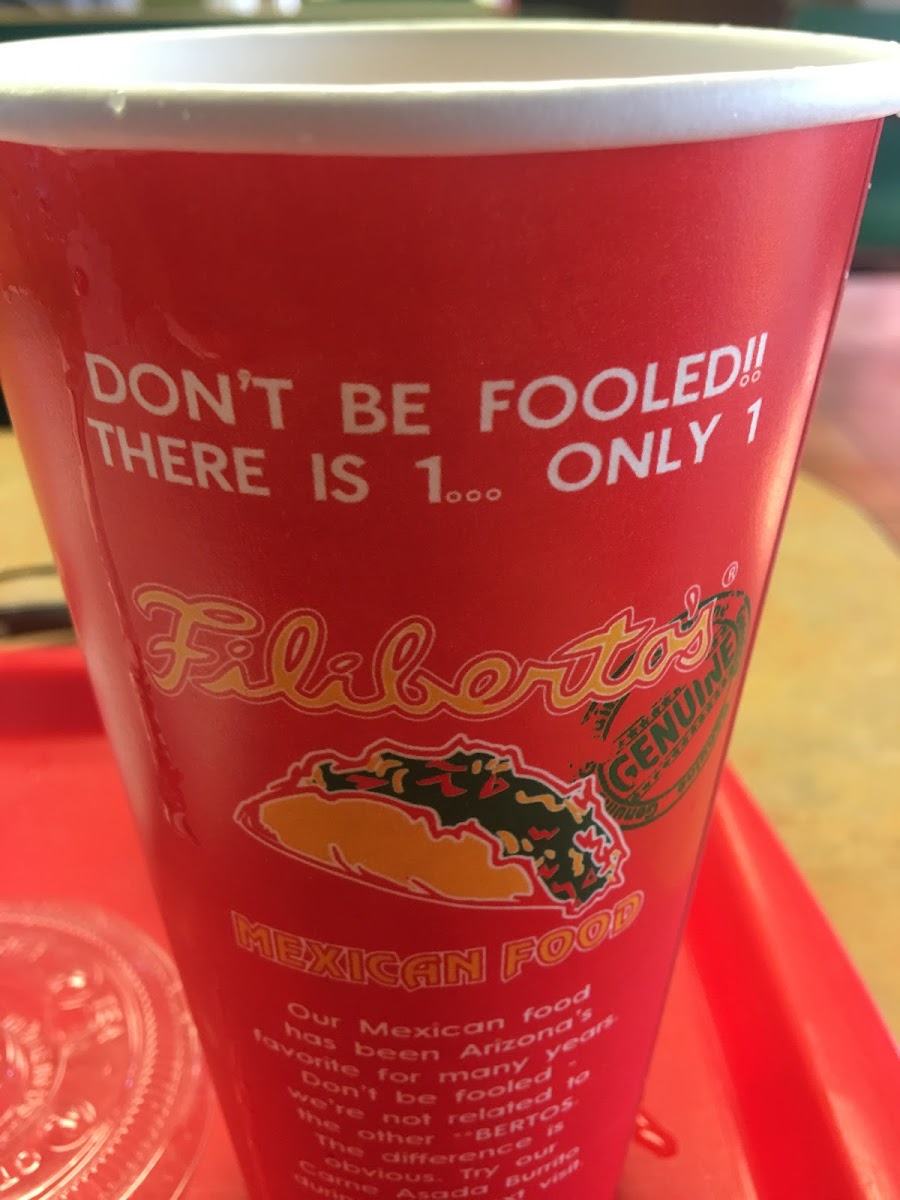 DON'T BE FOOLED!!
THERE IS 1... ONLY 1
Filiberto's®
GENUINE
MEXICAN FOOD
Our Mexican food
has been Arizona's
favorite for many years.
Don't be fooled -
we're not related to
the other "BERTOS.
The difference is
obvious. Try our
Carne Asada Burrito
visit.